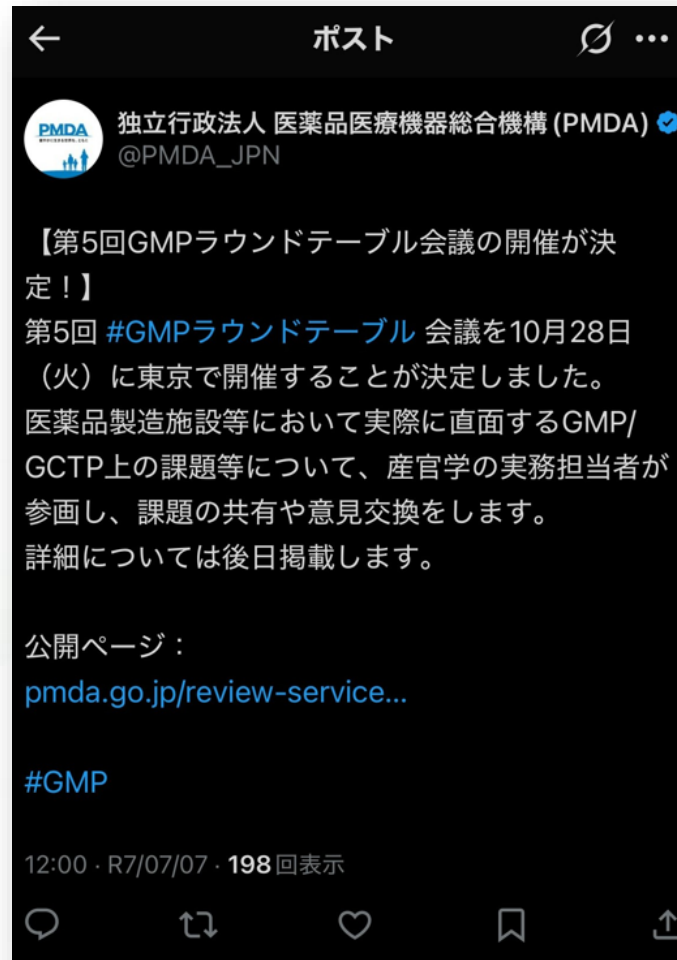 ポスト
独立行政法人 医薬品医療機器総合機構 (PMDA)
@PMDA_JPN
PMDA
【第5回GMPラウンドテーブル会議の開催が決
定！】
第5回 #GMPラウンドテーブル 会議を10月28日
（火）に東京で開催することが決定しました。
医薬品製造施設等において実際に直面するGMP/
GCTP上の課題等について、産官学の実務担当者が
参画し、課題の共有や意見交換をします。
詳細については後日掲載します。
公開ページ：
pmda.go.jp/review-service...
#GMP
12:00 · R7/07/07 · 198回表示